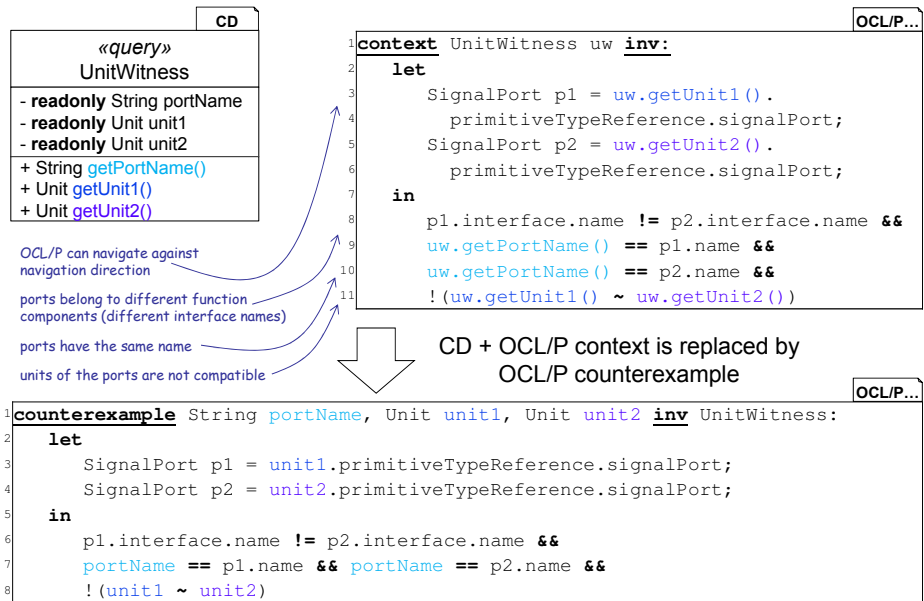 CD
«query»
UnitWitness
- readonly String portName
- readonly Unit unit1
- readonly Unit unit2
+ String getPortName()
+ Unit getUnit1()
+ Unit getUnit2()
OCL/P can navigate against
navigation direction
ports belong to different function
components (different interface names)
ports have the same name
units of the ports are not compatible
OCL/P...
1 context UnitWitness uw inv:
2 let
3 SignalPort p1 = uw.getUnit1().
4 primitiveTypeReference.signalPort;
5 SignalPort p2 = uw.getUnit2().
6 primitiveTypeReference.signalPort;
7 in
8 p1.interface.name != p2.interface.name &&
9 uw.getPortName() == p1.name &&
10 uw.getPortName() == p2.name &&
11 !(uw.getUnit1() ~ uw.getUnit2())
CD + OCL/P context is replaced by
OCL/P counterexample
OCL/P...
1 counterexample String portName, Unit unit1, Unit unit2 inv UnitWitness:
2 let
3 SignalPort p1 = unit1.primitiveTypeReference.signalPort;
4 SignalPort p2 = unit2.primitiveTypeReference.signalPort;
5 in
6 p1.interface.name != p2.interface.name &&
7 portName == p1.name && portName == p2.name &&
8 !(unit1 ~ unit2)